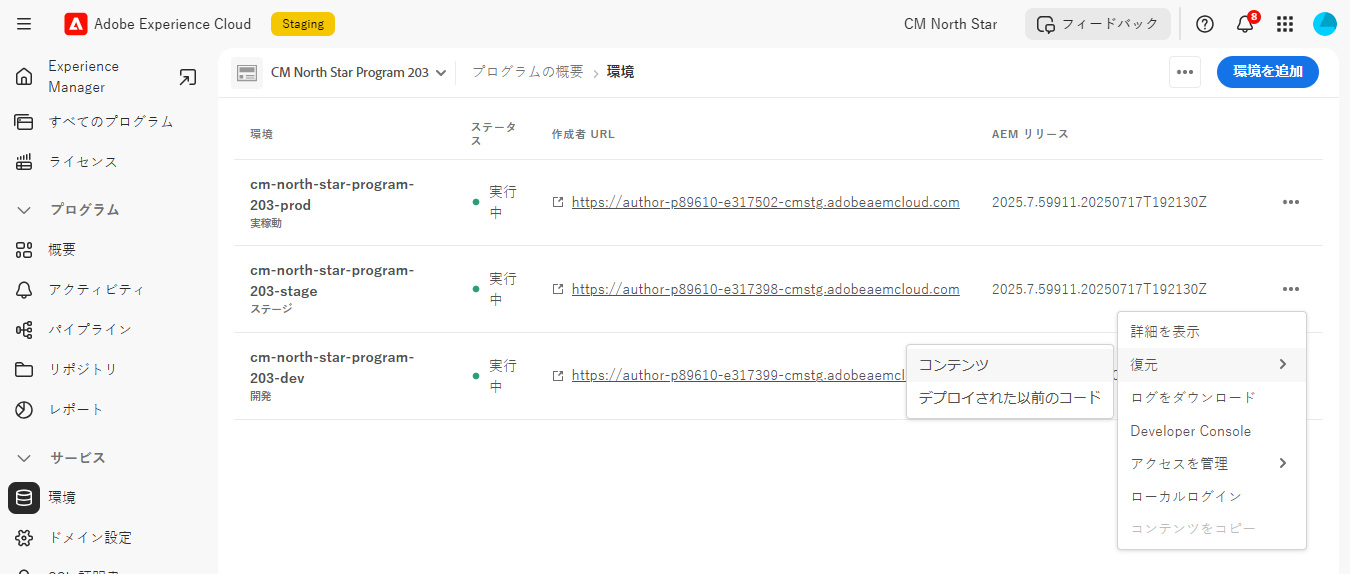 Adobe Experience Cloud
Staging
CM North Star
フィードバック
8
Experience
Manager
すべてのプログラム
ライセンス
プログラム
概要
アクティビティ
パイプライン
リポジトリ
レポート
サービス
環境
ドメイン設定
CM North Star Program 203
プログラムの概要
環境
環境を追加
環境
ステータ
ス
作成者 URL
AEM リリース
cm-north-star-program-
203-prod
実稼動
実行
中
https://author-p89610-e317502-cmstg.adobeaemcloud.com
2025.7.59911.20250717T192130Z
cm-north-star-program-
203-stage
ステージ
実行
中
https://author-p89610-e317398-cmstg.adobeaemcloud.com
2025.7.59911.20250717T192130Z
cm-north-star-program-
203-dev
開発
実行
中
https://author-p89610-e317399-cmstg.adobeaemcl
コンテンツ
デプロイされた以前のコード
詳細を表示
復元
ログをダウンロード
Developer Console
アクセスを管理
ローカルログイン
コンテンツをコピー